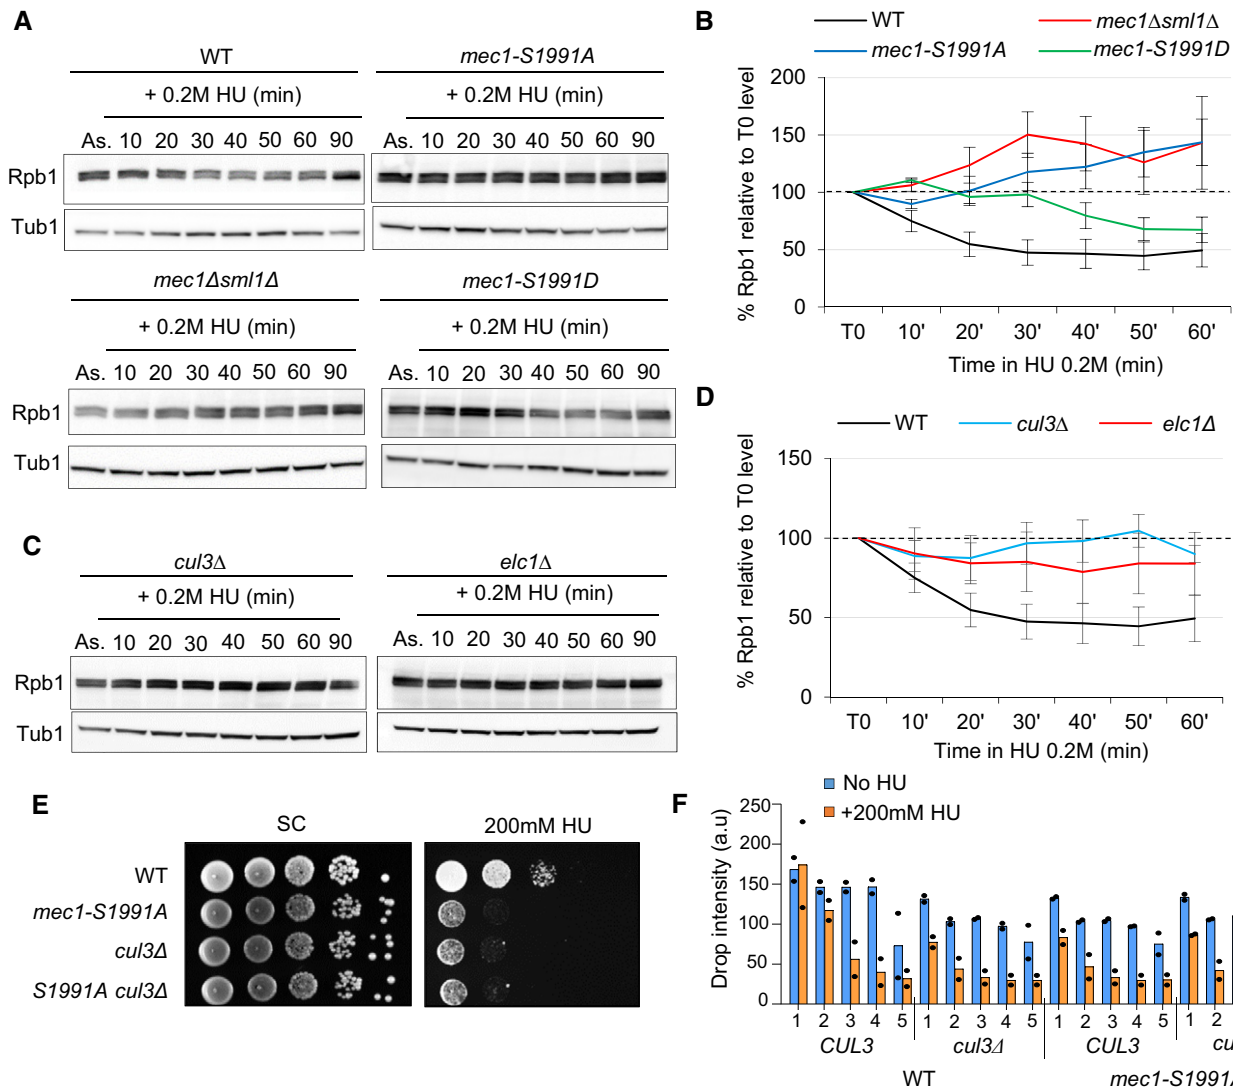 A
WT
+ 0.2M HU (min)
As. 10 20 30 40 50 60 90
Rpb1
Tub1
mec1-S1991A
+ 0.2M HU (min)
As. 10 20 30 40 50 60 90
mec1Δsml1Δ
+ 0.2M HU (min)
As. 10 20 30 40 50 60 90
Rpb1
Tub1
mec1-S1991D
+ 0.2M HU (min)
As. 10 20 30 40 50 60 90
B
WT
mec1Δsml1Δ
mec1-S1991A
mec1-S1991D
% Rpb1 relative to T0 level
200
150
100
50
0
T0 10' 20' 30' 40' 50' 60'
Time in HU 0.2M (min)
C
cul3Δ
+ 0.2M HU (min)
As. 10 20 30 40 50 60 90
Rpb1
Tub1
elc1Δ
+ 0.2M HU (min)
As. 10 20 30 40 50 60 90
D
WT
cul3Δ
elc1Δ
% Rpb1 relative to T0 level
150
100
50
0
T0 10' 20' 30' 40' 50' 60'
Time in HU 0.2M (min)
E
SC
200mM HU
WT
mec1-S1991A
cul3Δ
S1991A cul3Δ
F
No HU
+200mM HU
Drop intensity (a.u)
250
200
150
100
50
0
1 2 3 4 5 1 2 3 4 5 1 2 3 4 5 1 2
CUL3 cul3Δ CUL3 cu
WT mec1-S1991A